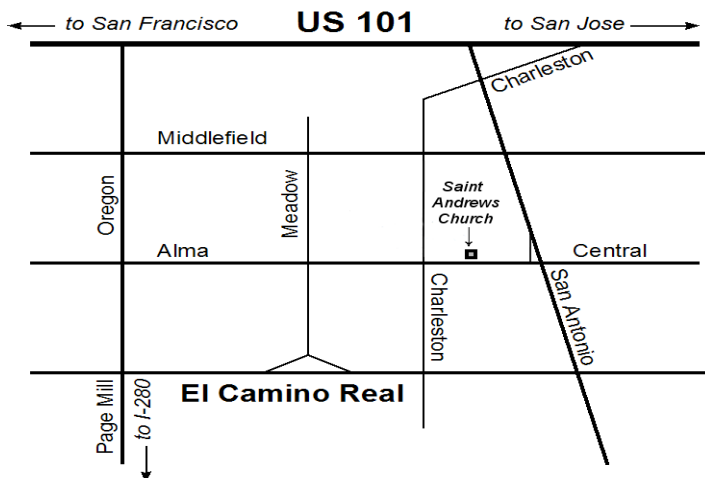 to San Francisco
US 101
to San Jose
Charleston
Middlefield
Oregon
Meadow
Saint
Andrews
Church
Alma
Central
Charleston
San Antonio
El Camino Real
Page Mill
to I-280